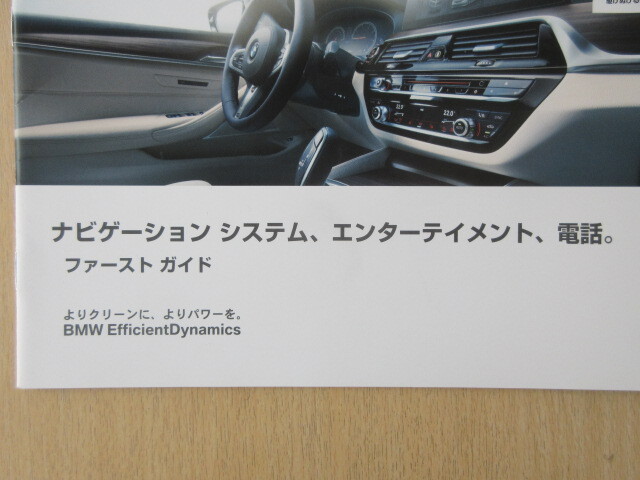 ナビゲーション システム、エンターテイメント、電話。
ファースト ガイド
よりクリーンに、よりパワーを。
BMW EfficientDynamics